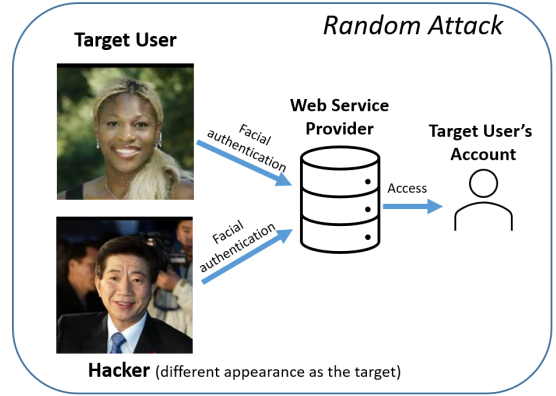 Random Attack
Target User
Facial
authentication
Web Service
Provider
Target User's
Account
Access
Facial
authentication
Hacker (different appearance as the target)